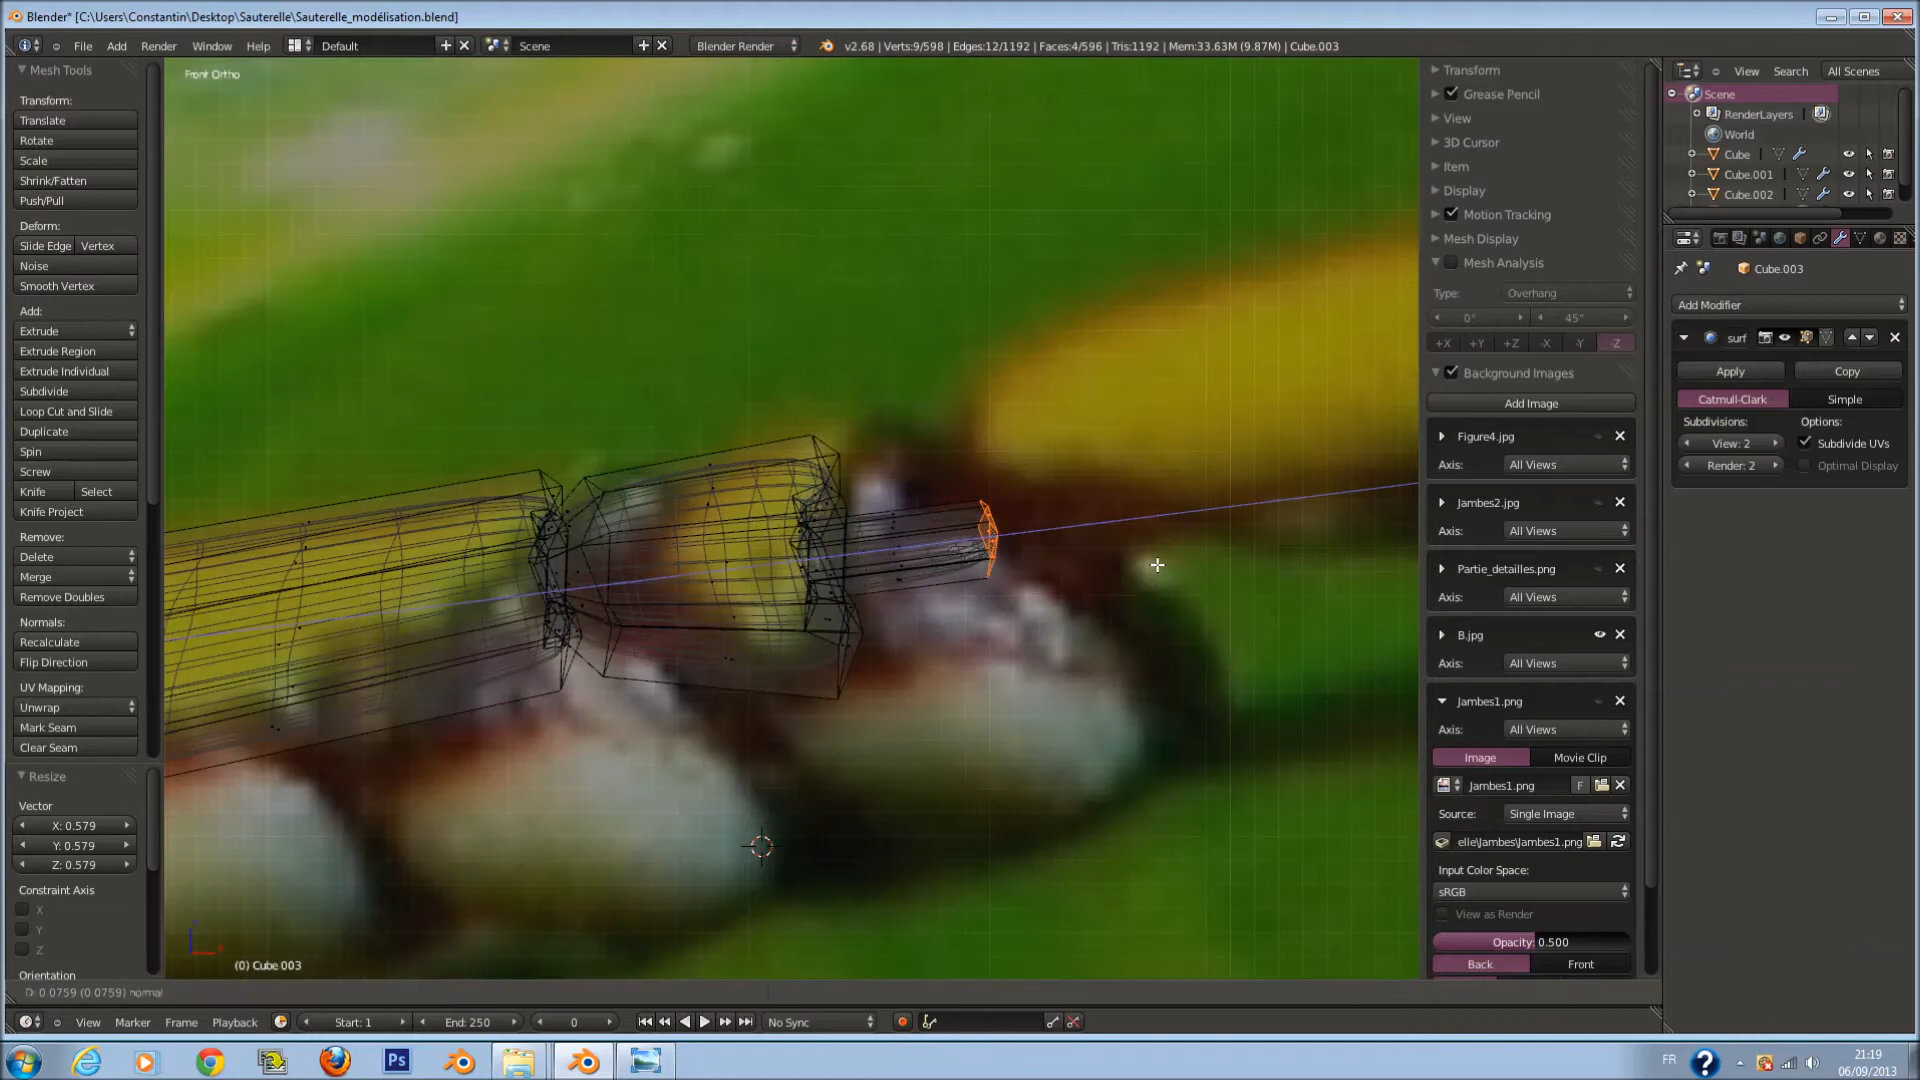 Blender* [C:\Users\Constantin\Desktop\Sauterelle\Sauterelle_modélisation.blend]
File Add Render Window Help Default Scene Blender Render v2.68 | Verts:9/598 | Edges:12/1192 | Faces:4/596 | Tris:1192 | Mem:33.63M (9.87M) | Cube.003
Mesh Tools
Transform:
Translate
Rotate
Scale
Shrink/Fatten
Push/Pull
Deform:
Slide Edge Vertex
Noise
Smooth Vertex
Add:
Extrude
Extrude Region
Extrude Individual
Subdivide
Loop Cut and Slide
Duplicate
Spin
Screw
Knife Select
Knife Project
Remove:
Delete
Merge
Remove Doubles
Normals:
Recalculate
Flip Direction
UV Mapping:
Unwrap
Mark Seam
Clear Seam
Resize
Vector
X: 0.579
Y: 0.579
Z: 0.579
Constraint Axis
X
Y
Z
Orientation
Front Ortho
(0) Cube.003
D: 0.0759 (0.0759) normal
Transform
Grease Pencil
View
3D Cursor
Item
Display
Motion Tracking
Mesh Display
Mesh Analysis
Type: Overhang
0° 45°
+X +Y +Z -X -Y -Z
Background Images
Add Image
Figure4.jpg
Axis: All Views
Jambes2.jpg
Axis: All Views
Partie_detailles.png
Axis: All Views
B.jpg
Axis: All Views
Jambes1.png
Axis: All Views
Image Movie Clip
Jambes1.png F
Source: Single Image
elle\Jambes\Jambes1.png
Input Color Space:
sRGB
View as Render
Opacity: 0.500
Back Front
View Search All Scenes
Scene
RenderLayers
World
Cube
Cube.001
Cube.002
Cube.003
Add Modifier
surf
Apply Copy
Catmull-Clark Simple
Subdivisions: Options:
View: 2 Subdivide UVs
Render: 2 Optimal Display
View Marker Frame Playback Start: 1 End: 250 0 No Sync
Ps
FR
21:19
06/09/2013